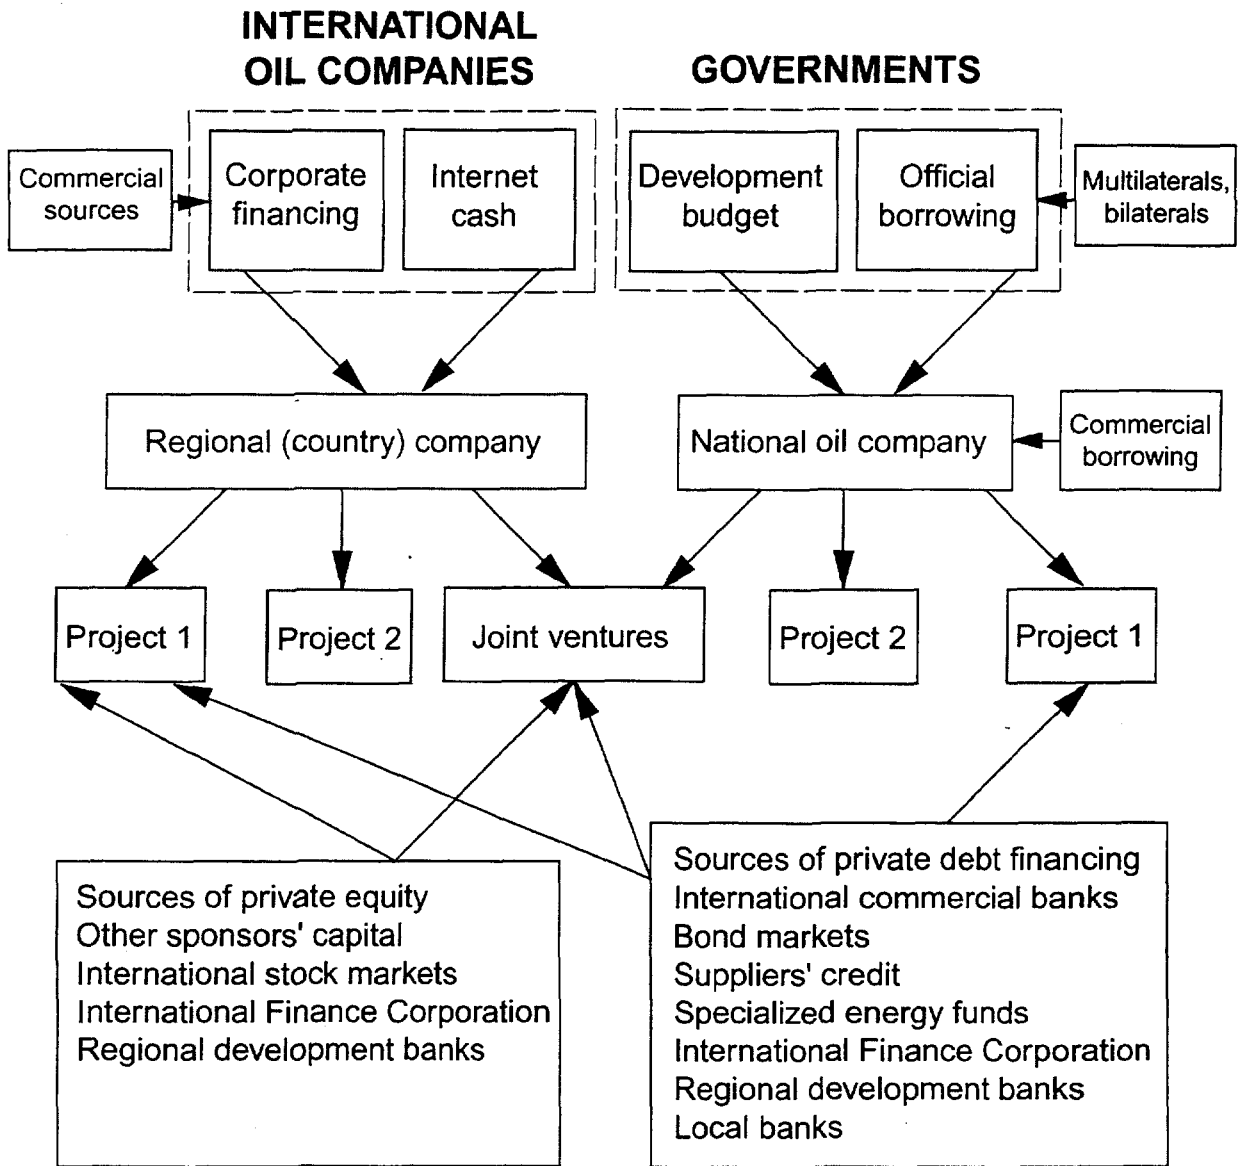 INTERNATIONAL
OIL COMPANIES
GOVERNMENTS
Commercial
sources
Corporate
financing
Internet
cash
Development
budget
Official
borrowing
Multilaterals,
bilaterals
Regional (country) company
National oil company
Commercial
borrowing
Project 1
Project 2
Joint ventures
Project 2
Project 1
Sources of private equity
Other sponsors' capital
International stock markets
International Finance Corporation
Regional development banks
Sources of private debt financing
International commercial banks
Bond markets
Suppliers' credit
Specialized energy funds
International Finance Corporation
Regional development banks
Local banks